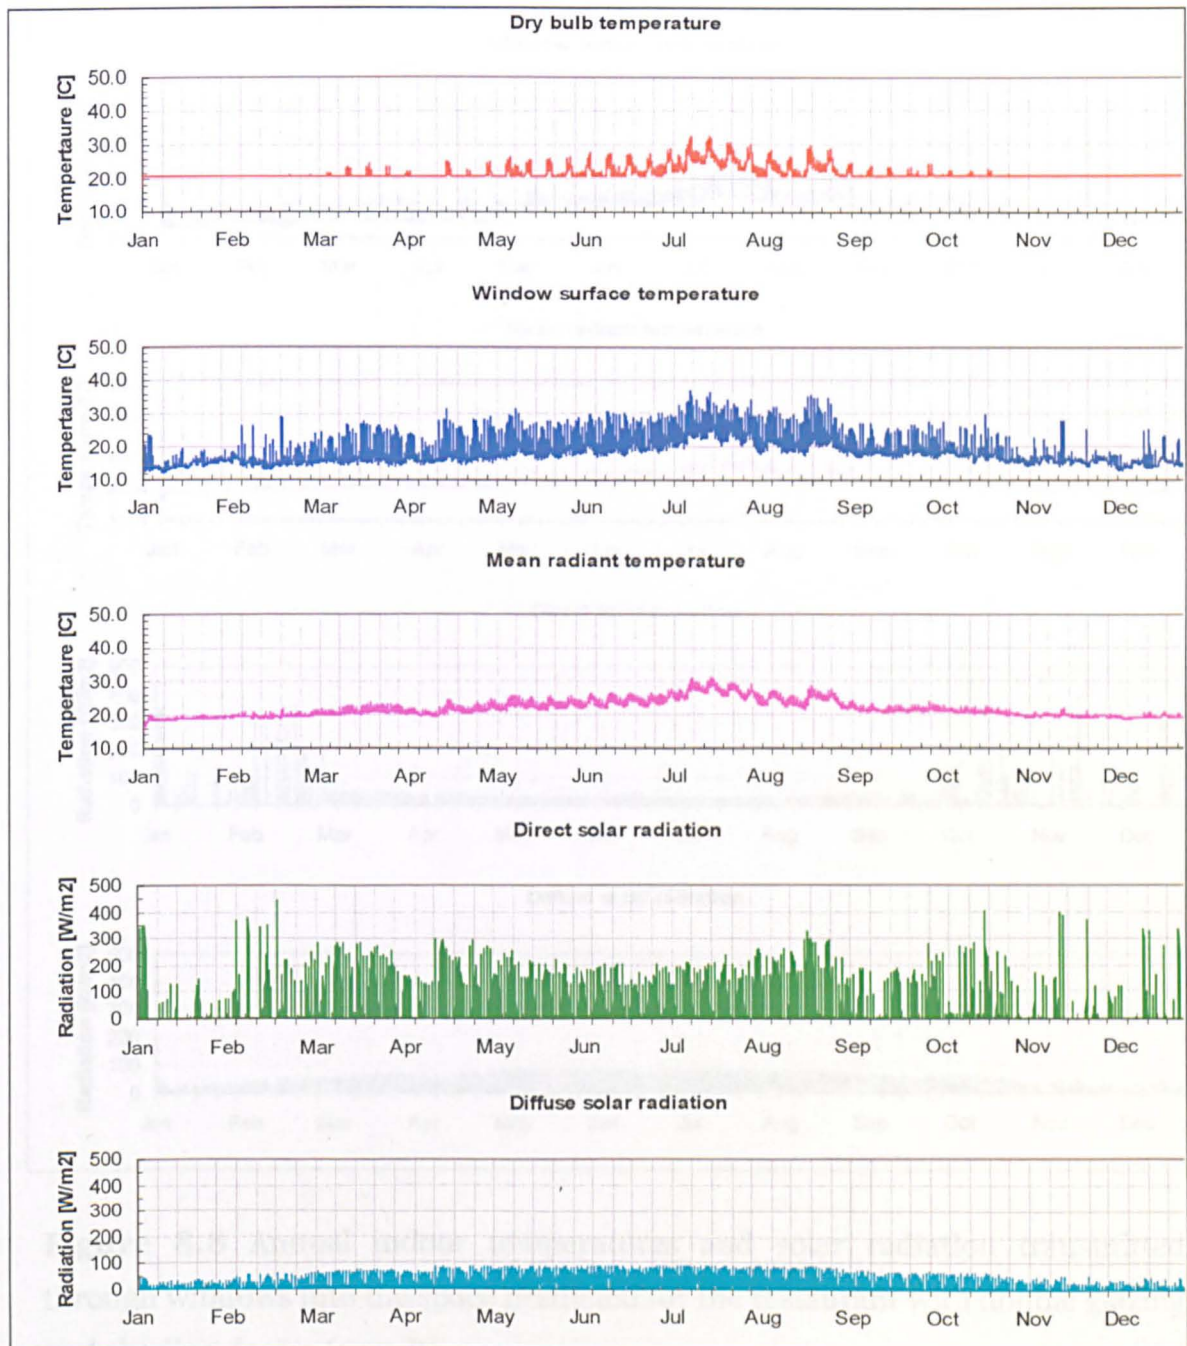 Dry bulb temperature
Tempertaure [C]
50.0
40.0
30.0
20.0
10.0
Jan Feb Mar Apr May Jun Jul Aug Sep Oct Nov Dec
Window surface temperature
Tempertaure [C]
50.0
40.0
30.0
20.0
10.0
Jan Feb Mar Apr May Jun Jul Aug Sep Oct Nov Dec
Mean radiant temperature
Tempertaure [C]
50.0
40.0
30.0
20.0
10.0
Jan Feb Mar Apr May Jun Jul Aug Sep Oct Nov Dec
Direct solar radiation
Radiation [W/m2]
500
400
300
200
100
0
Jan Feb Mar Apr May Jun Jul Aug Sep Oct Nov Dec
Diffuse solar radiation
Radiation [W/m2]
500
400
300
200
100
0
Jan Feb Mar Apr May Jun Jul Aug Sep Oct Nov Dec